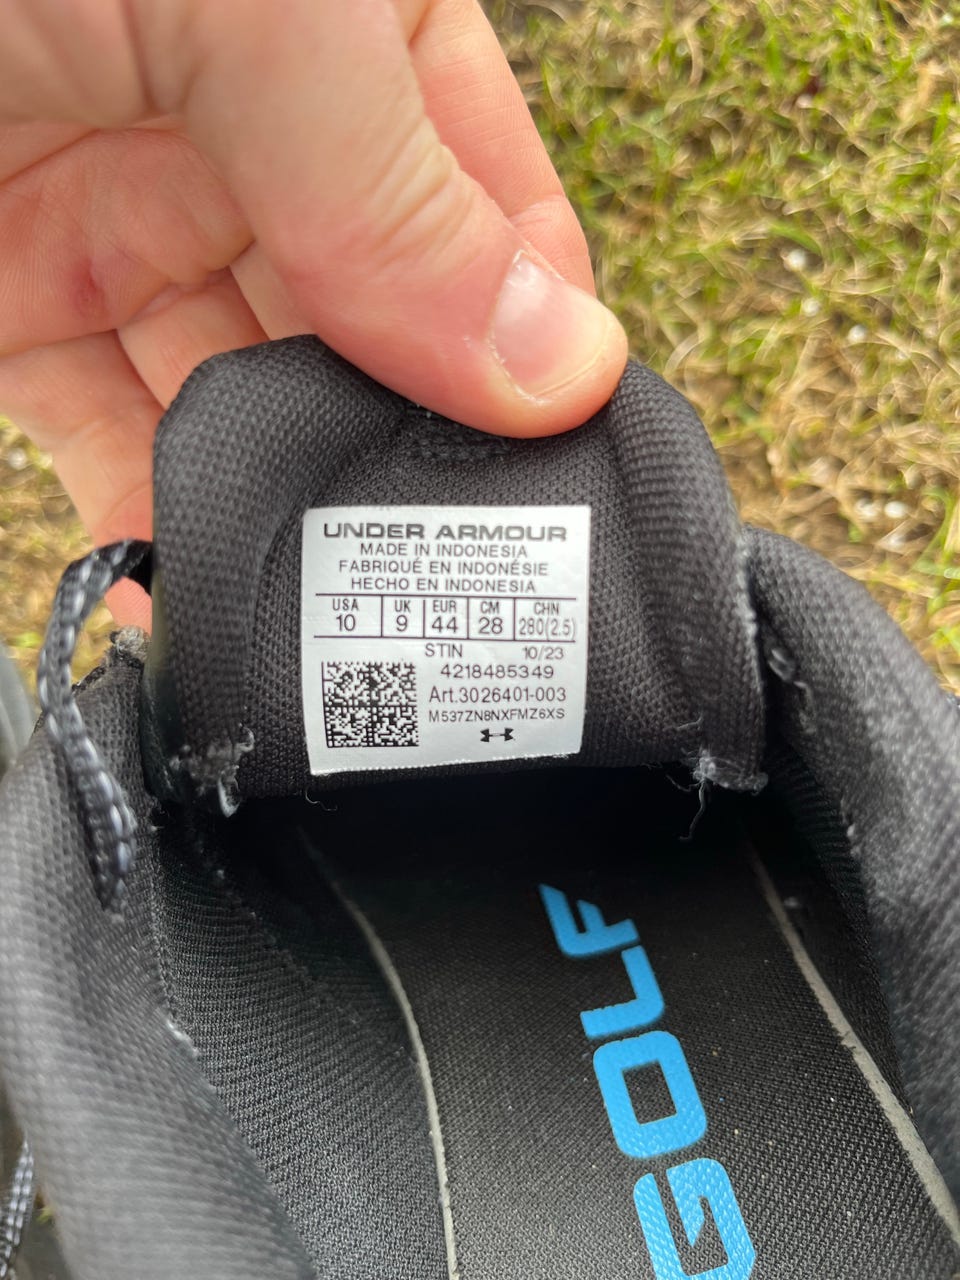 UNDER ARMOUR
MADE IN INDONESIA
FABRIQUÉ EN INDONÉSIE
HECHO EN INDONESIA
USA UK EUR CM CHN
10 9 44 28 280(2.5)
STIN 10/23
4218485349
Art.3026401-003
M537ZN8NXFMZ6XS
GOLF